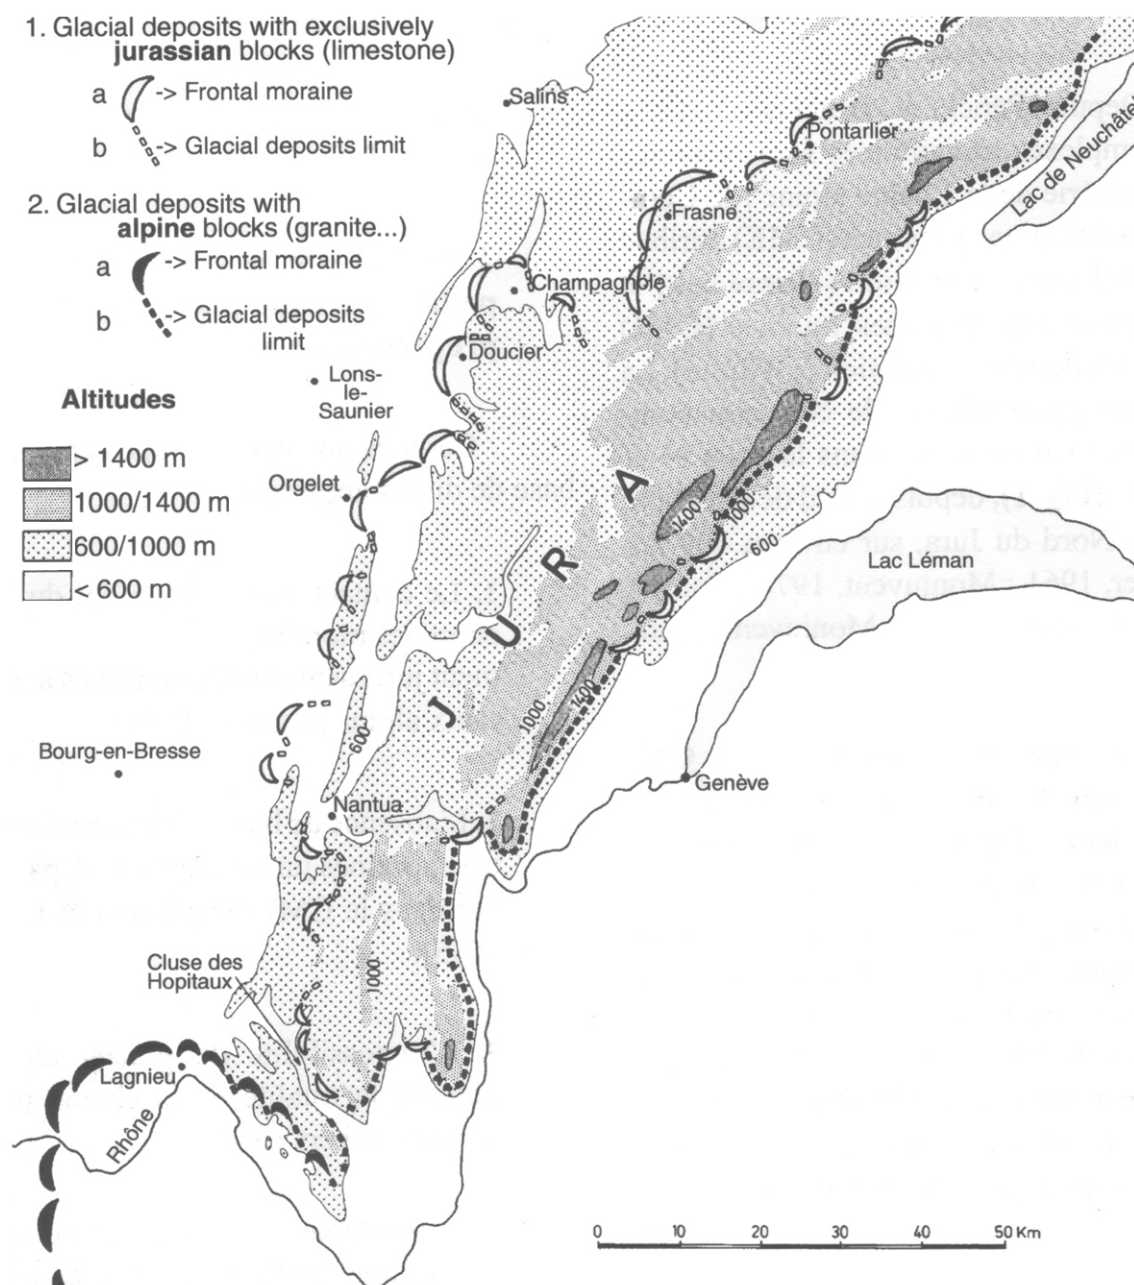 1. Glacial deposits with exclusively
jurassian blocks (limestone)
a -> Frontal moraine
b -> Glacial deposits limit
2. Glacial deposits with
alpine blocks (granite...)
a -> Frontal moraine
b -> Glacial deposits
limit
Altitudes
> 1400 m
1000/1400 m
600/1000 m
< 600 m
Salins
Pontarlier
Lac de Neuchâtel
Frasne
Champagnole
Doucier
Lons-
le-
Saunier
Orgelet
1400
1000
600
Lac Léman
J U R A
1000
1400
600
Bourg-en-Bresse
Genève
Nantua
Cluse des
Hopitaux
1000
Lagnieu
Rhône
0 10 20 30 40 50 Km